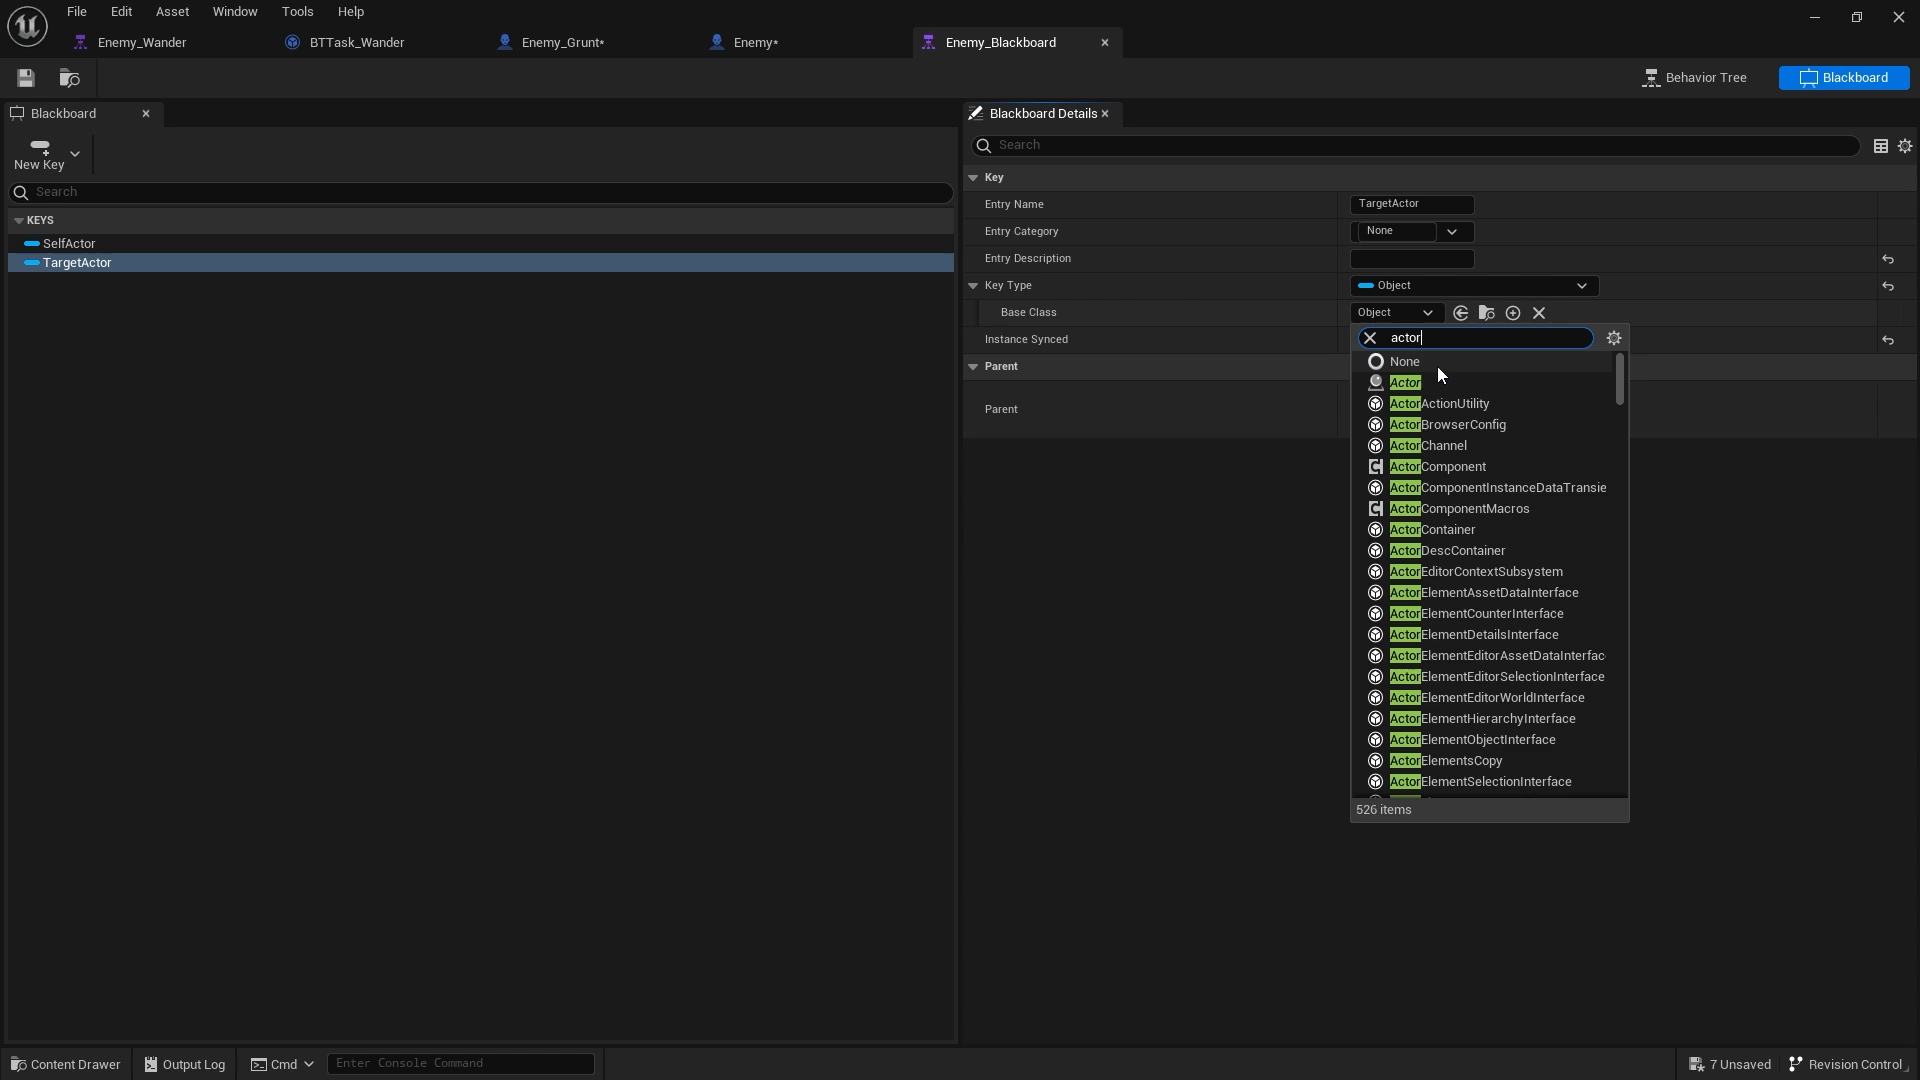 File Edit Asset Window Tools Help
Enemy_Wander BTTask_Wander Enemy_Grunt* Enemy* Enemy_Blackboard
Behavior Tree Blackboard
Blackboard
New Key
Search
KEYS
SelfActor
TargetActor
Blackboard Details
Search
Key
Entry Name TargetActor
Entry Category None
Entry Description
Key Type Object
Base Class Object
Instance Synced
Parent
Parent
actor
None
Actor
ActorActionUtility
ActorBrowserConfig
ActorChannel
ActorComponent
ActorComponentInstanceDataTransie
ActorComponentMacros
ActorContainer
ActorDescContainer
ActorEditorContextSubsystem
ActorElementAssetDataInterface
ActorElementCounterInterface
ActorElementDetailsInterface
ActorElementEditorAssetDataInterfac
ActorElementEditorSelectionInterface
ActorElementEditorWorldInterface
ActorElementHierarchyInterface
ActorElementObjectInterface
ActorElementsCopy
ActorElementSelectionInterface
526 items
Content Drawer Output Log Cmd Enter Console Command 7 Unsaved Revision Control